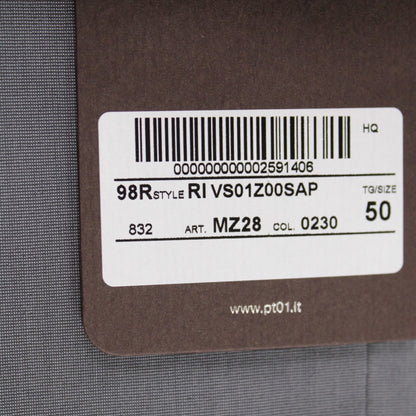 HQ
000000000002591406
98R STYLE RI VS01Z00SAP TG/SIZE
832 ART. MZ28 COL. 0230 50
www.pt01.it